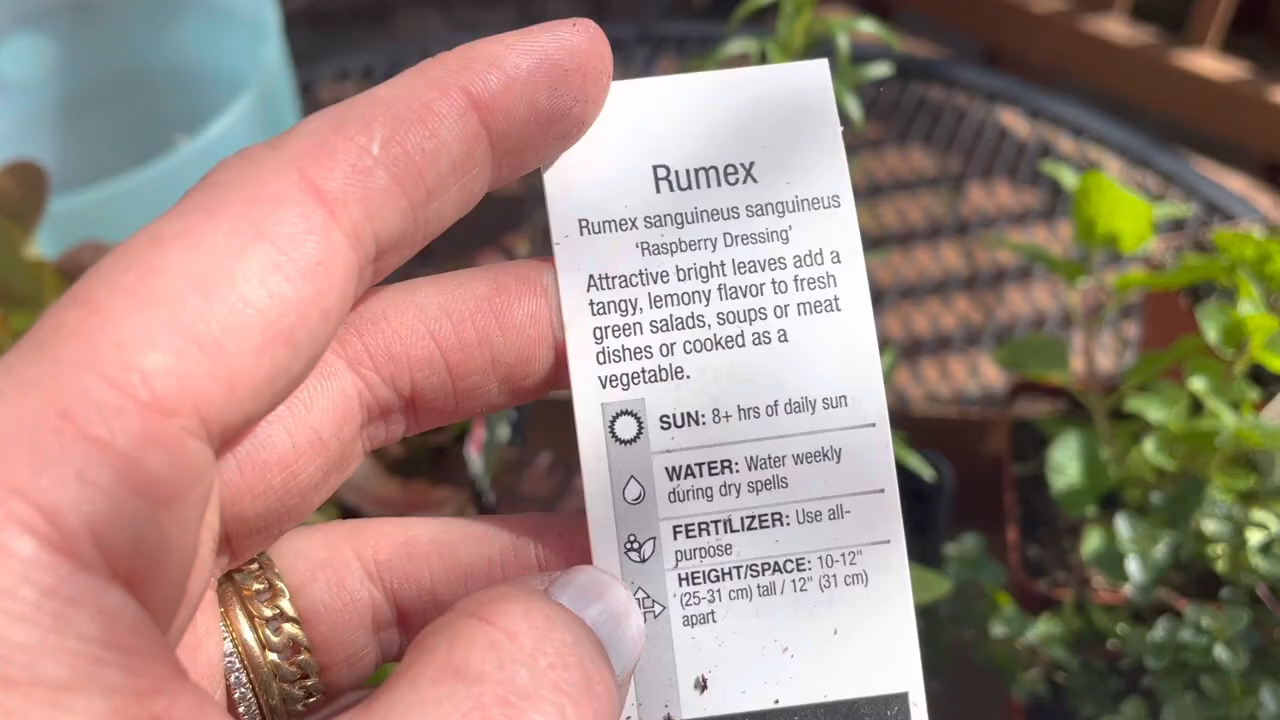 Rumex
Rumex sanguineus sanguineus
‘Raspberry Dressing’
Attractive bright leaves add a
tangy, lemony flavor to fresh
green salads, soups or meat
dishes or cooked as a
vegetable.
SUN: 8+ hrs of daily sun
WATER: Water weekly
during dry spells
FERTILIZER: Use all-
purpose
HEIGHT/SPACE: 10-12"
(25-31 cm) tall / 12" (31 cm)
apart